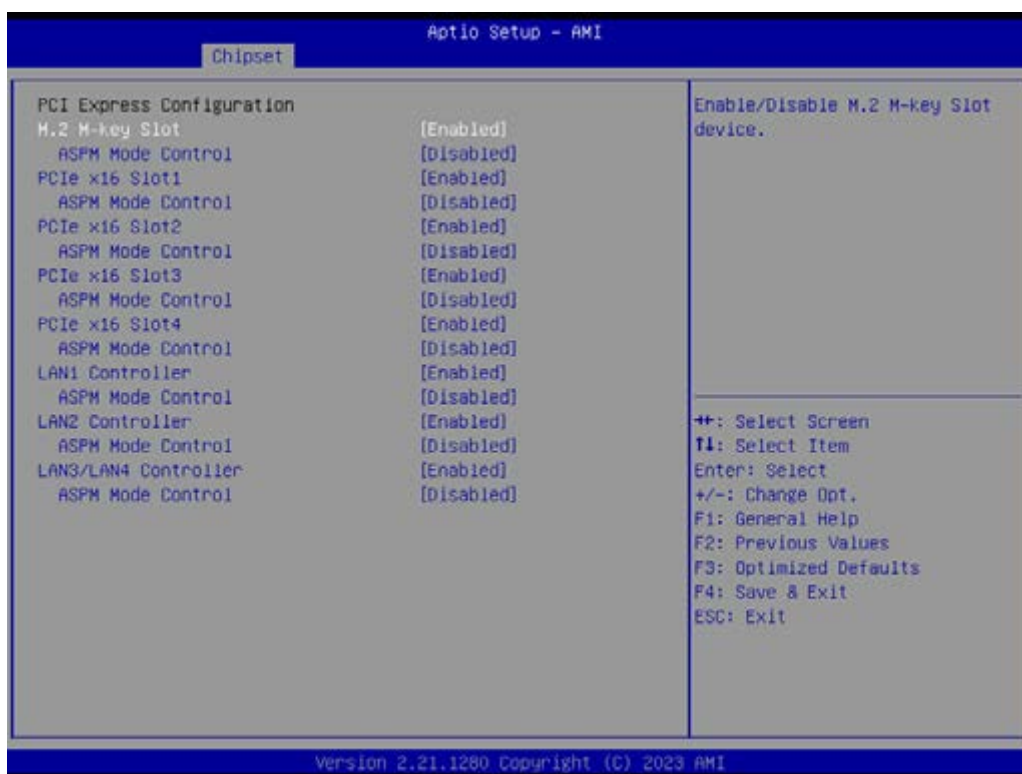 Aptio Setup - AMI
Chipset
PCI Express Configuration
M.2 M-key Slot [Enabled]
ASPM Mode Control [Disabled]
PCIe x16 Slot1 [Enabled]
ASPM Mode Control [Disabled]
PCIe x16 Slot2 [Enabled]
ASPM Mode Control [Disabled]
PCIe x16 Slot3 [Enabled]
ASPM Mode Control [Disabled]
PCIe x16 Slot4 [Enabled]
ASPM Mode Control [Disabled]
LAN1 Controller [Enabled]
ASPM Mode Control [Disabled]
LAN2 Controller [Enabled]
ASPM Mode Control [Disabled]
LAN3/LAN4 Controller [Enabled]
ASPM Mode Control [Disabled]
Enable/Disable M.2 M-key Slot
device.
→←: Select Screen
↑↓: Select Item
Enter: Select
+/-: Change Opt.
F1: General Help
F2: Previous Values
F3: Optimized Defaults
F4: Save & Exit
ESC: Exit
Version 2.21.1280 Copyright (C) 2023 AMI